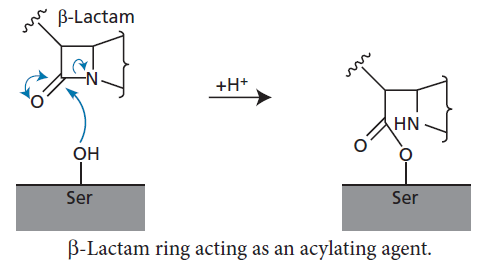 β-Lactam
N
O
OH
Ser
+H⁺
HN
O
O
Ser
β-Lactam ring acting as an acylating agent.